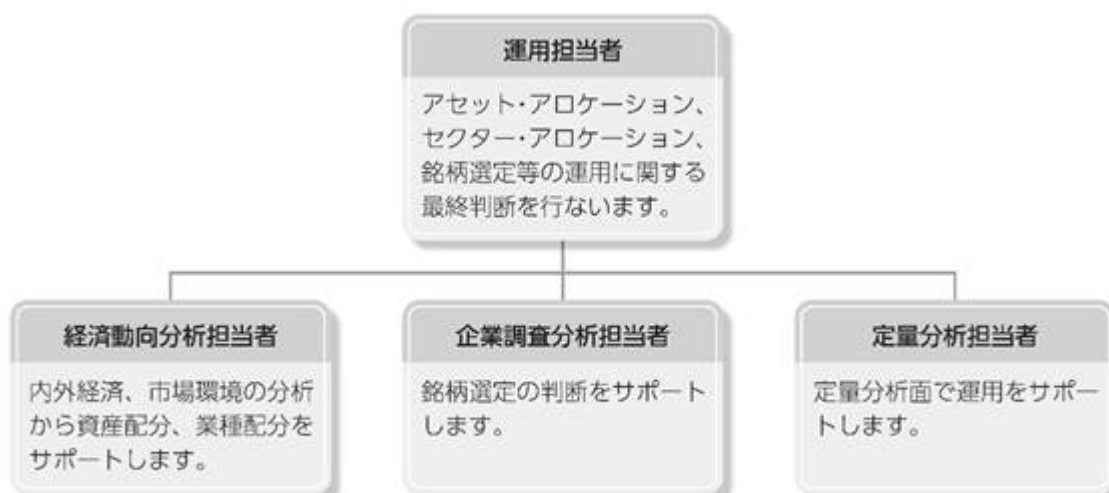 運用担当者
アセット・アロケーション、
セクター・アロケーション、
銘柄選定等の運用に関する
最終判断を行ないます。
経済動向分析担当者
内外経済、市場環境の分析
から資産配分、業種配分を
サポートします。
企業調査分析担当者
銘柄選定の判断をサポート
します。
定量分析担当者
定量分析面で運用をサポー
トします。